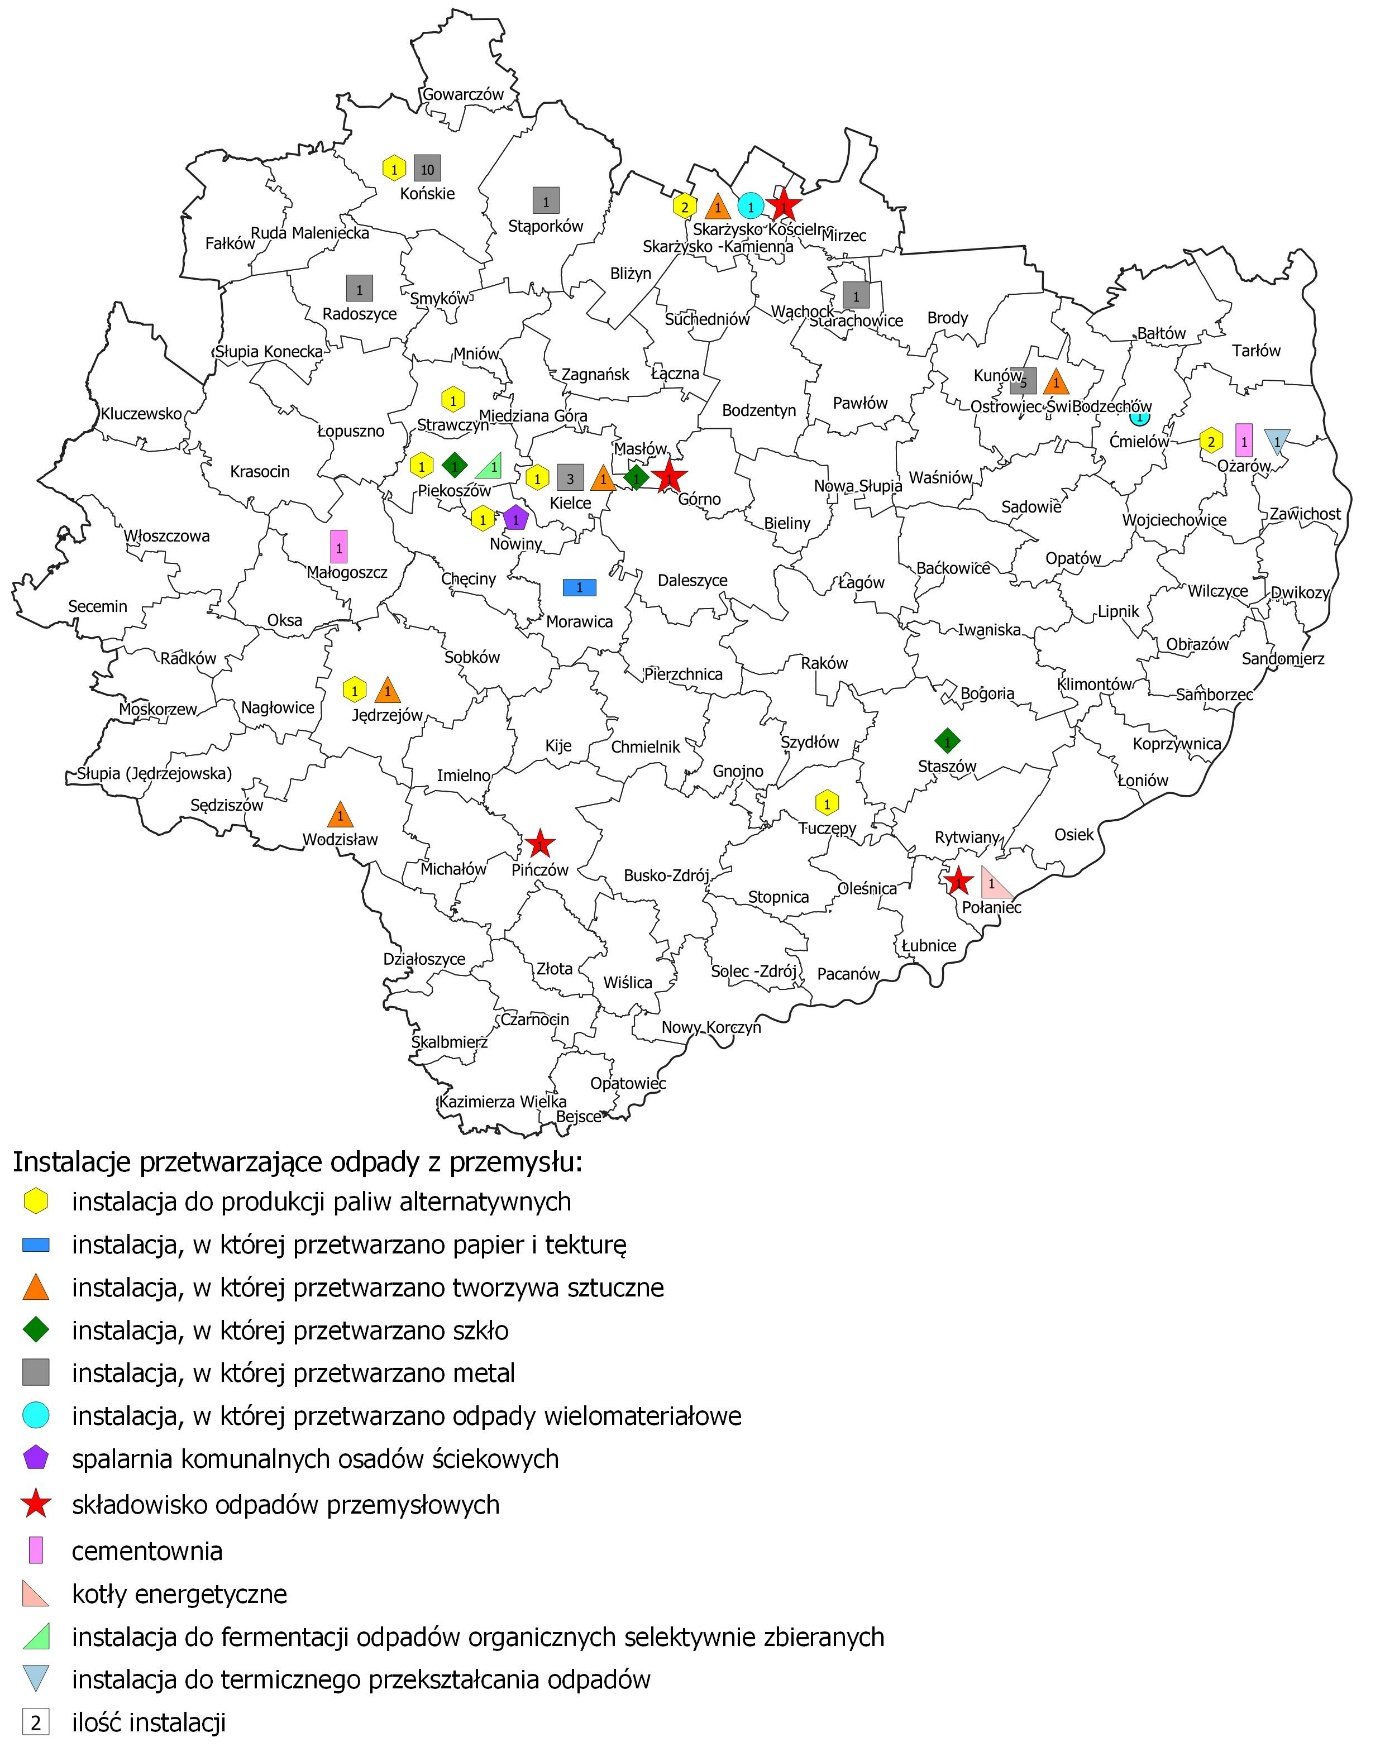 Gowarczów
1 10
Końskie
1
Stąporków
2 1 1 1
Skarżysko Kościelne
Mirzec
Skarżysko -Kamienna
Fałków
Ruda Maleniecka
Bliżyn
1
Radoszyce
Smyków
1
Wąchock
Starachowice
Suchedniów
Brody
Bałtów
Tarłów
Słupia Konecka
Mniów
Zagnańsk
Łączna
Kunów
5 1
Ostrowiec Świ
Bodzechów
Kluczewsko
1
Strawczyn
Miedziana Góra
Bodzentyn
Pawłów
1
Ćmielów
2 1 1
Ożarów
Łopuszno
Masłów
Krasocin
1 1 1
Piekoszów
1 3 1 1 1
Kielce
Górno
Nowa Słupia
Waśniów
Sadowie
Wojciechowice
Zawichost
1 1
Nowiny
Bieliny
Włoszczowa
1
Małogoszcz
Chęciny
1
Morawica
Daleszyce
Łagów
Baćkowice
Opatów
Wilczyce
Dwikozy
Secemin
Oksa
Lipnik
Iwaniska
Obrazów
Sandomierz
Radków
Sobków
Pierzchnica
Raków
Klimontów
Samborzec
1 1
Jędrzejów
Bogoria
Moskorzew
Nagłowice
Kije
Chmielnik
Szydłów
1
Staszów
Koprzywnica
Słupia (Jędrzejowska)
Imielno
Gnojno
Łoniów
Sędziszów
1
Wodzisław
1
Tuczępy
Rytwiany
Osiek
1
Pińczów
Michałów
Busko-Zdrój
Stopnica
Oleśnica
1 1
Połaniec
Łubnice
Działoszyce
Złota
Wiślica
Solec -Zdrój
Pacanów
Czarnocin
Nowy Korczyn
Skalbmierz
Opatowiec
Kazimierza Wielka
Bejsce
Instalacje przetwarzające odpady z przemysłu:
instalacja do produkcji paliw alternatywnych
instalacja, w której przetwarzano papier i tekturę
instalacja, w której przetwarzano tworzywa sztuczne
instalacja, w której przetwarzano szkło
instalacja, w której przetwarzano metal
instalacja, w której przetwarzano odpady wielomateriałowe
spalarnia komunalnych osadów ściekowych
składowisko odpadów przemysłowych
cementownia
kotły energetyczne
instalacja do fermentacji odpadów organicznych selektywnie zbieranych
instalacja do termicznego przekształcania odpadów
2 ilość instalacji